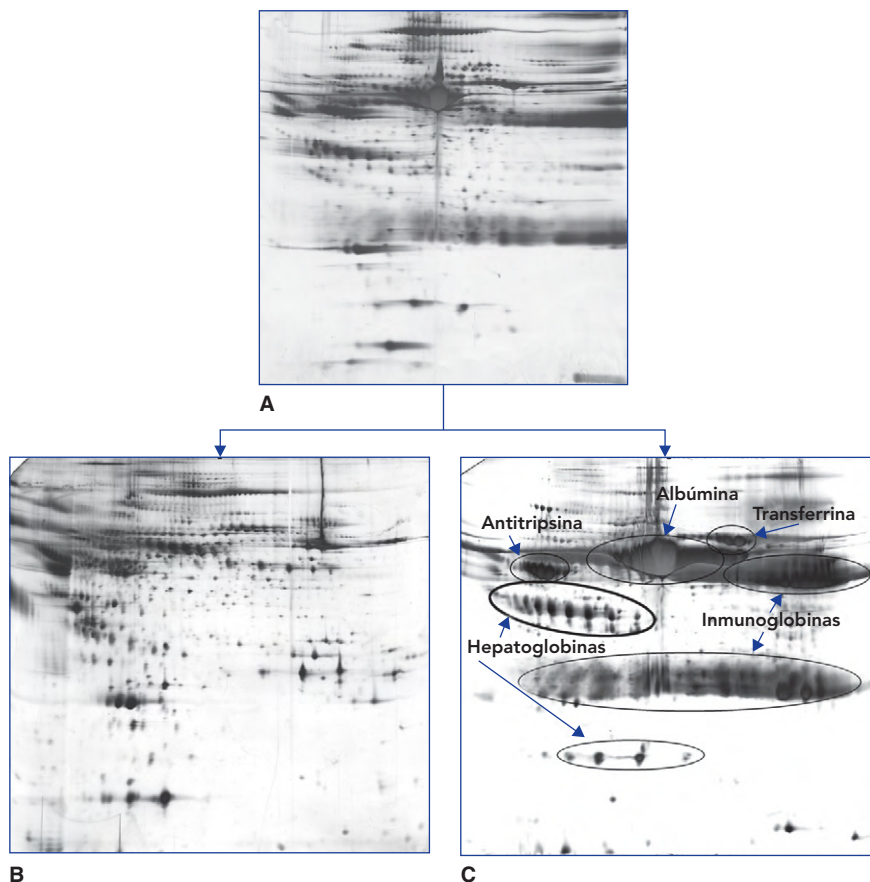 A
B
C
Albúmina
Transferrina
Antitripsina
Inmunoglobinas
Hepatoglobinas